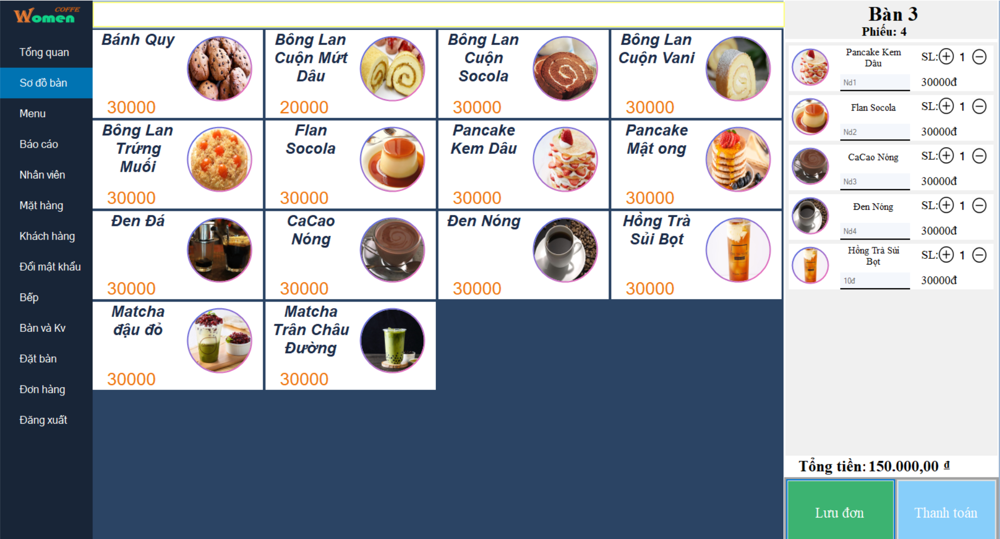 COFFE
Women
Tổng quan
Sơ đồ bàn
Menu
Báo cáo
Nhân viên
Mặt hàng
Khách hàng
Đổi mật khẩu
Bếp
Bàn và Kv
Đặt bàn
Đơn hàng
Đăng xuất
Bánh Quy
30000
Bông Lan
Cuộn Mứt
Dâu
20000
Bông Lan
Cuộn
Socola
30000
Bông Lan
Cuộn Vani
30000
Bông Lan
Trứng
Muối
30000
Flan
Socola
30000
Pancake
Kem Dâu
30000
Pancake
Mật ong
30000
Đen Đá
30000
CaCao
Nóng
30000
Đen Nóng
30000
Hồng Trà
Sủi Bọt
30000
Matcha
đậu đỏ
30000
Matcha
Trân Châu
Đường
30000
Bàn 3
Phiếu: 4
Pancake Kem
Dâu
SL: 1
Nd1
30000đ
Flan Socola
SL: 1
Nd2
30000đ
CaCao Nóng
SL: 1
Nd3
30000đ
Đen Nóng
SL: 1
Nd4
30000đ
Hồng Trà Sủi
Bọt
SL: 1
10đ
30000đ
Tổng tiền: 150.000,00 ₫
Lưu đơn
Thanh toán